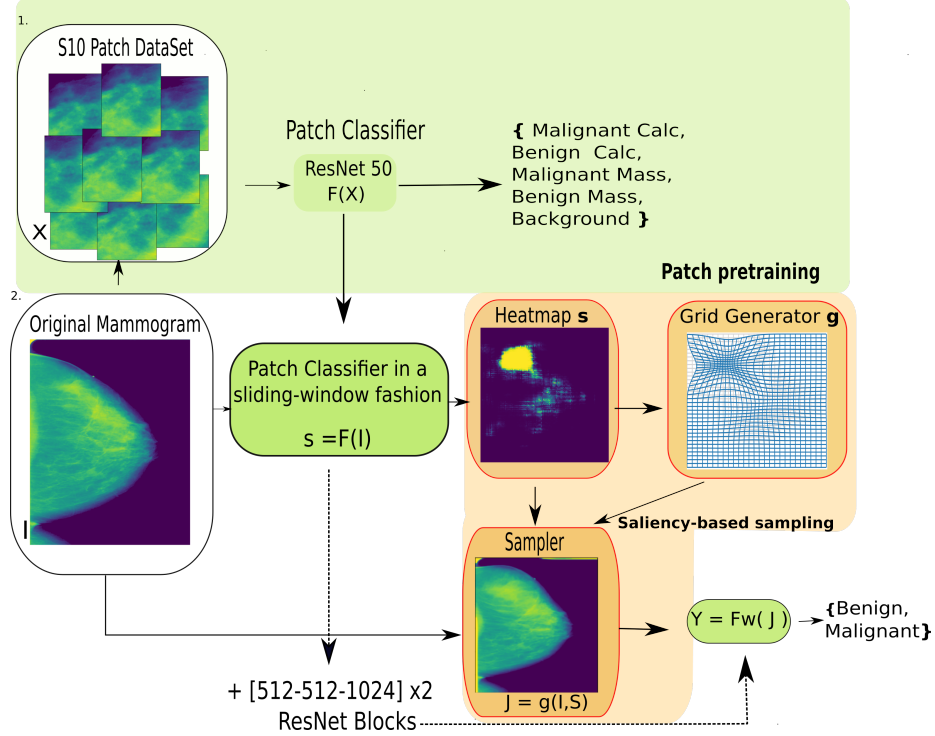 1.
S10 Patch DataSet
X
Patch Classifier
ResNet 50
F(X)
{ Malignant Calc,
Benign Calc,
Malignant Mass,
Benign Mass,
Background }
Patch pretraining
2.
Original Mammogram
I
Patch Classifier in a
sliding-window fashion
s =F(I)
Heatmap s
Grid Generator g
Saliency-based sampling
Sampler
J = g(I,S)
Y = Fw( J )
{Benign,
Malignant}
+ [512-512-1024] x2
ResNet Blocks